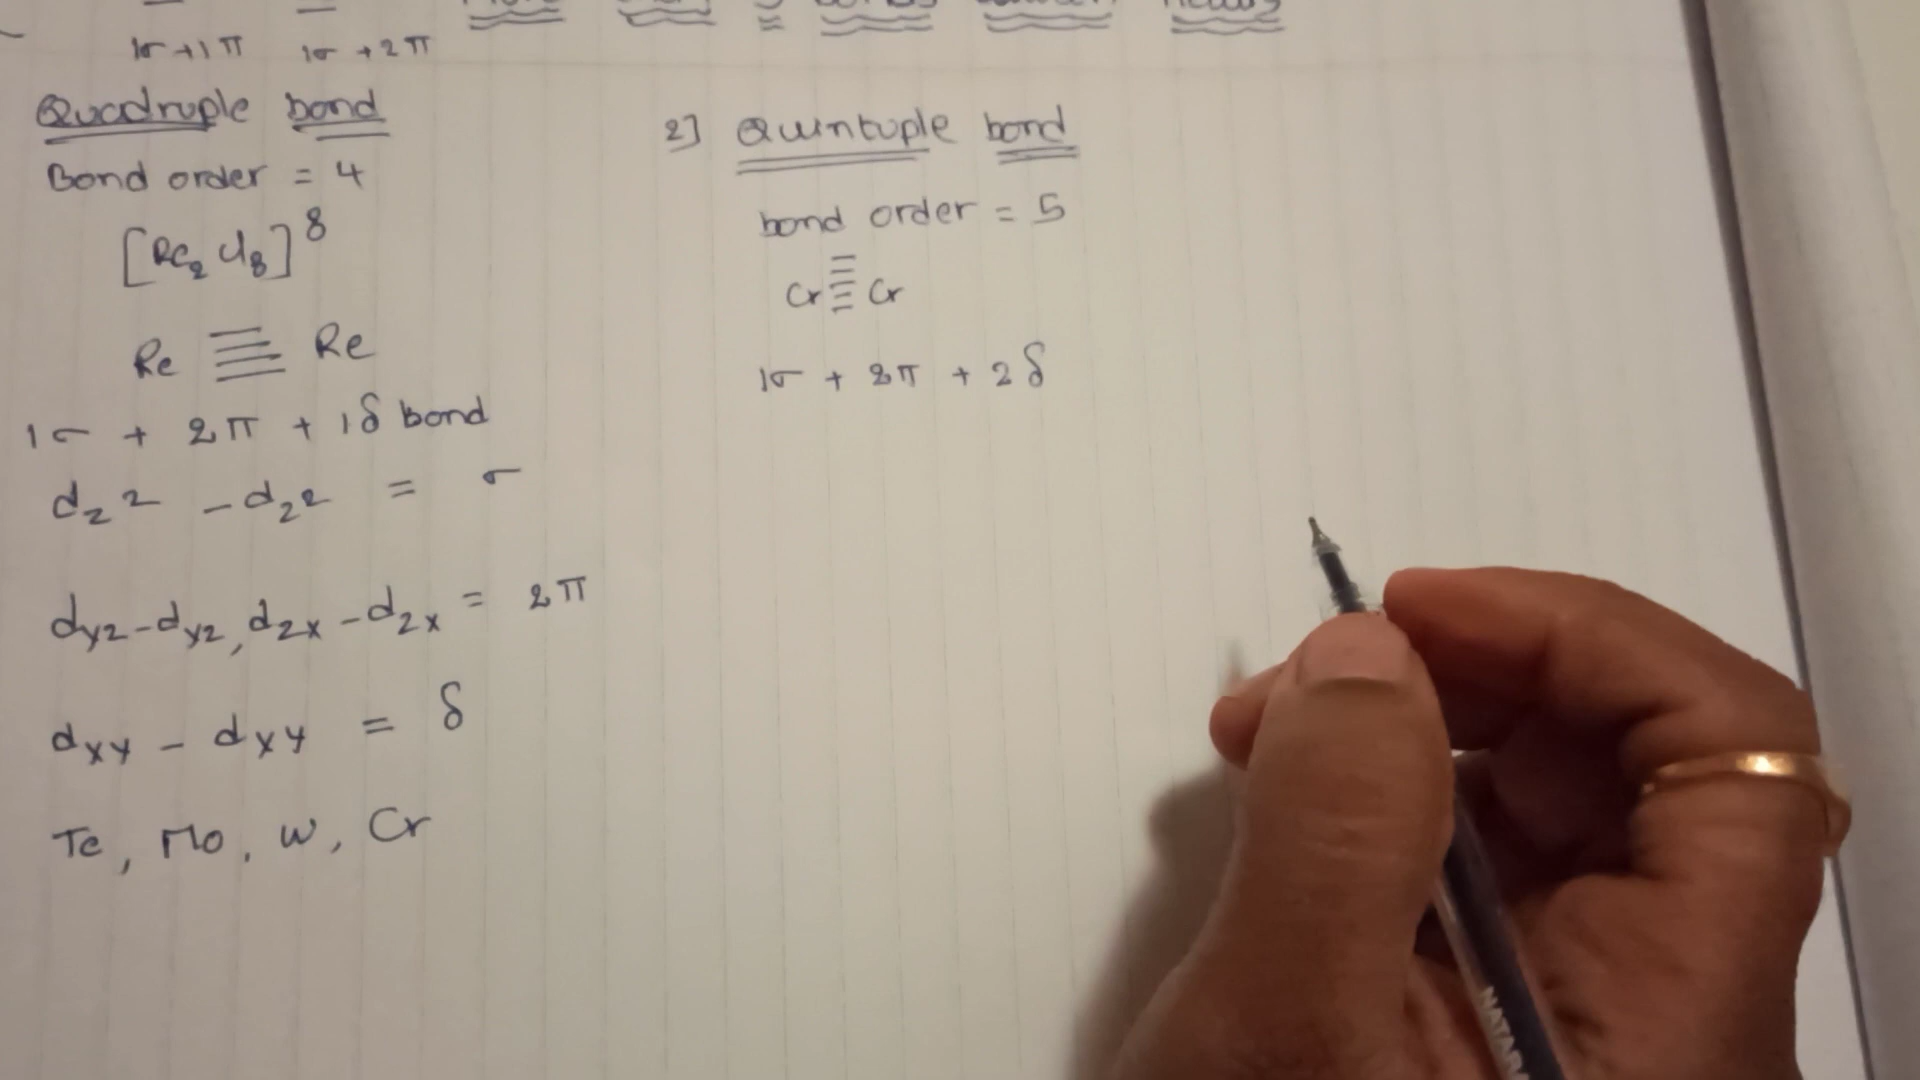 1σ+1π 1σ+2π
Quadruple bond
Bond order = 4
[Re₂Cl₈]⁸
Re Re
1σ + 2π + 1δ bond
dz² - dz² = σ
dyz-dyz, dzx-dzx = 2π
dxy - dxy = δ
Tc, Mo, W, Cr
2] Quintuple bond
bond order = 5
Cr Cr
1σ + 2π + 2δ